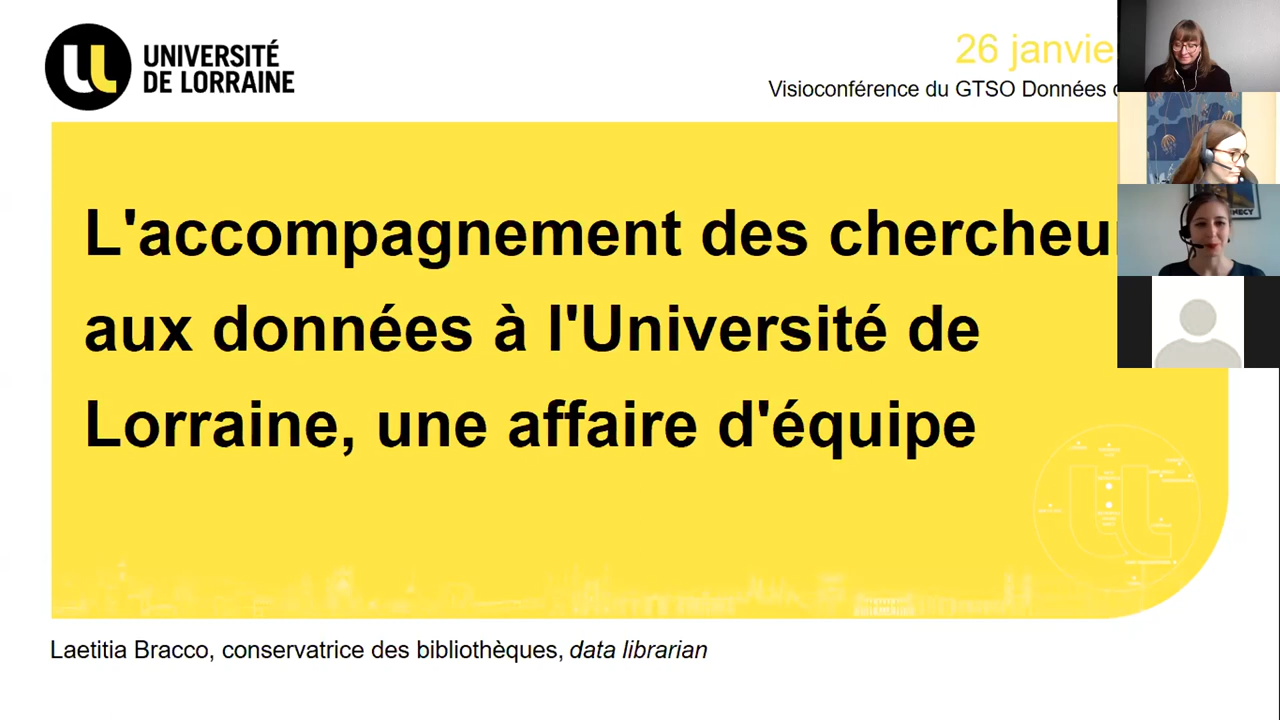 UNIVERSITÉ
DE LORRAINE
26 janvie
Visioconférence du GTSO Données
L'accompagnement des chercheu
aux données à l'Université de
Lorraine, une affaire d'équipe
Laetitia Bracco, conservatrice des bibliothèques, data librarian
NECY